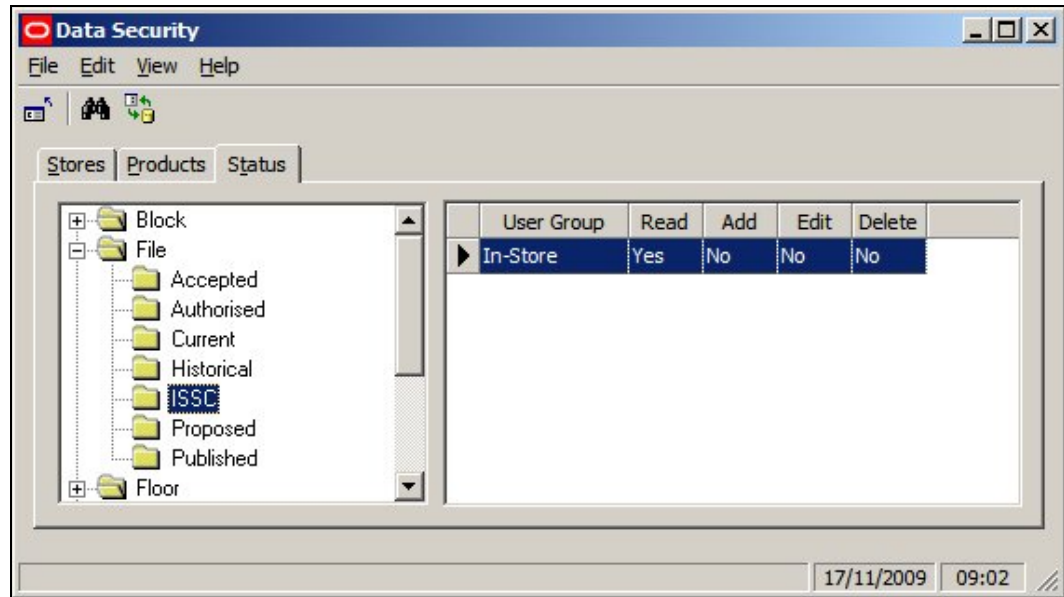 Data Security
File Edit View Help
Stores Products Status
Block
File
Accepted
Authorised
Current
Historical
ISSC
Proposed
Published
Floor
User Group Read Add Edit Delete
In-Store Yes No No No
17/11/2009 09:02